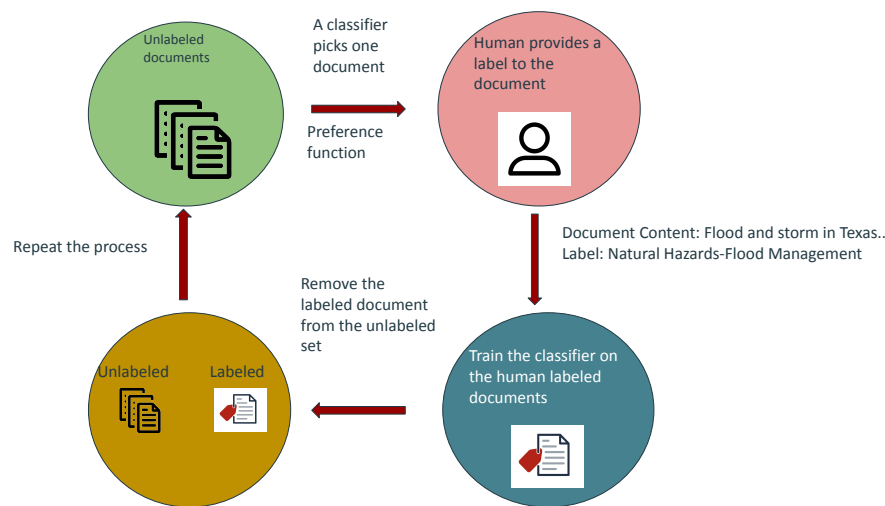 Unlabeled
documents
A classifier
picks one
document
Preference
function
Human provides a
label to the
document
Document Content: Flood and storm in Texas..
Label: Natural Hazards-Flood Management
Train the classifier on
the human labeled
documents
Remove the
labeled document
from the unlabeled
set
Unlabeled
Labeled
Repeat the process